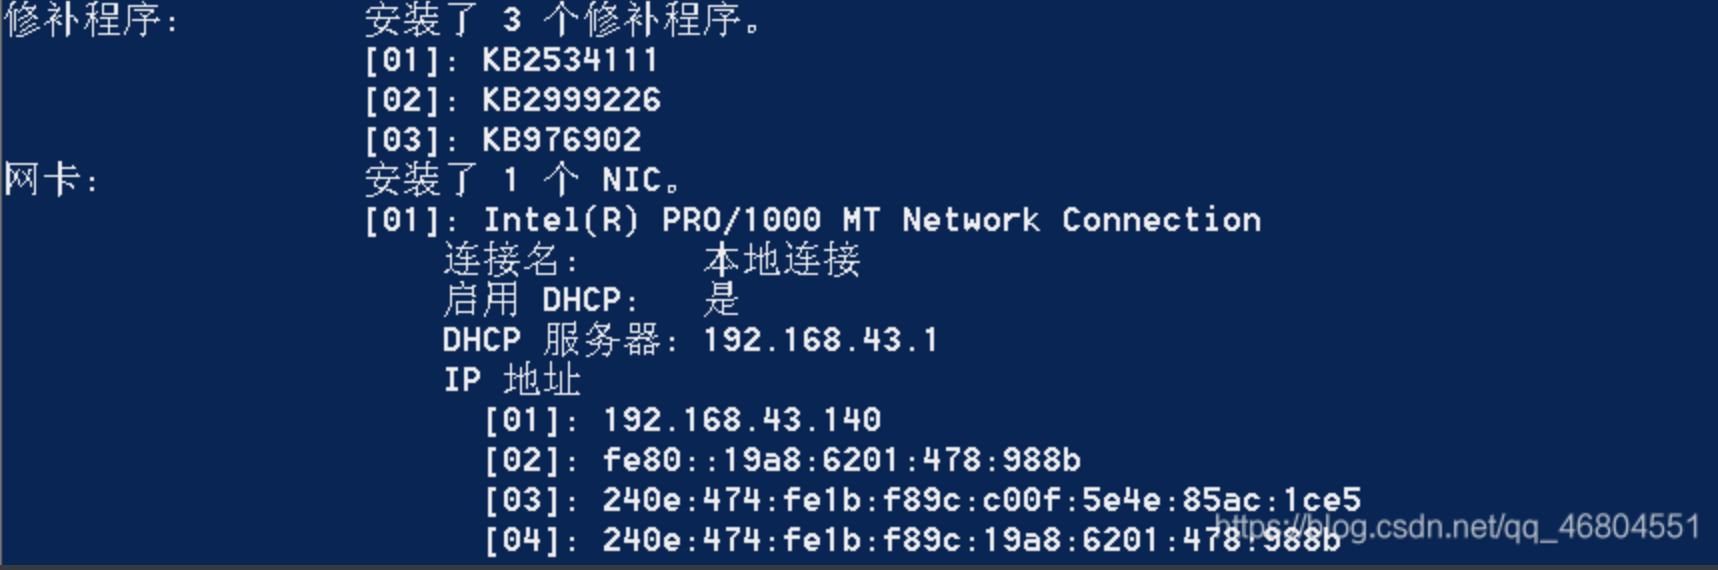 修补程序: 安装了 3 个修补程序。
[01]: KB2534111
[02]: KB2999226
[03]: KB976902
网卡: 安装了 1 个 NIC。
[01]: Intel(R) PRO/1000 MT Network Connection
连接名: 本地连接
启用 DHCP: 是
DHCP 服务器: 192.168.43.1
IP 地址
[01]: 192.168.43.140
[02]: fe80::19a8:6201:478:988b
[03]: 240e:474:fe1b:f89c:c00f:5e4e:85ac:1ce5
[04]: 240e:474:fe1b:f89c:19a8:6201:478:988b
https://blog.csdn.net/qq_46804551